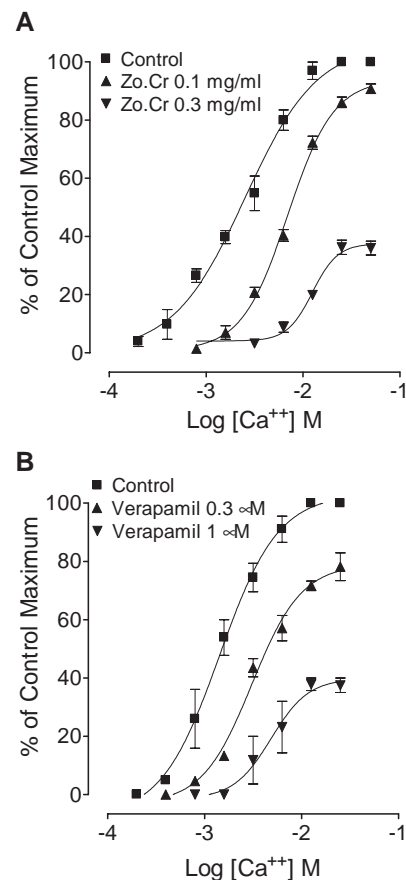 A
Control
Zo.Cr 0.1 mg/ml
Zo.Cr 0.3 mg/ml
% of Control Maximum
100
80
60
40
20
0
-4
-3
-2
-1
Log [Ca++] M
B
Control
Verapamil 0.3 ∝M
Verapamil 1 ∝M
% of Control Maximum
100
80
60
40
20
0
-4
-3
-2
-1
Log [Ca++] M